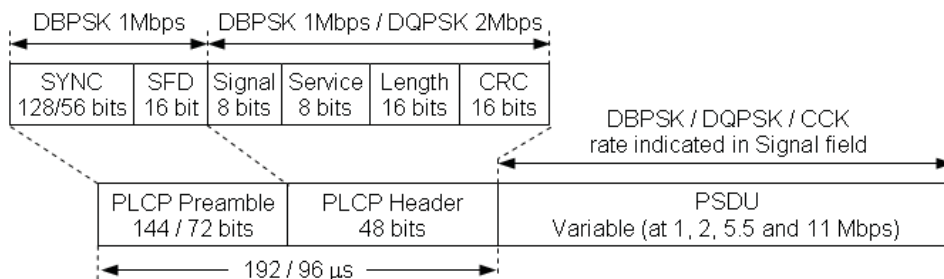 DBPSK 1Mbps
DBPSK 1Mbps / DQPSK 2Mbps
SYNC
128/56 bits
SFD
16 bit
Signal
8 bits
Service
8 bits
Length
16 bits
CRC
16 bits
DBPSK / DQPSK / CCK
rate indicated in Signal field
PLCP Preamble
144 / 72 bits
PLCP Header
48 bits
PSDU
Variable (at 1, 2, 5.5 and 11 Mbps)
192 / 96 µs